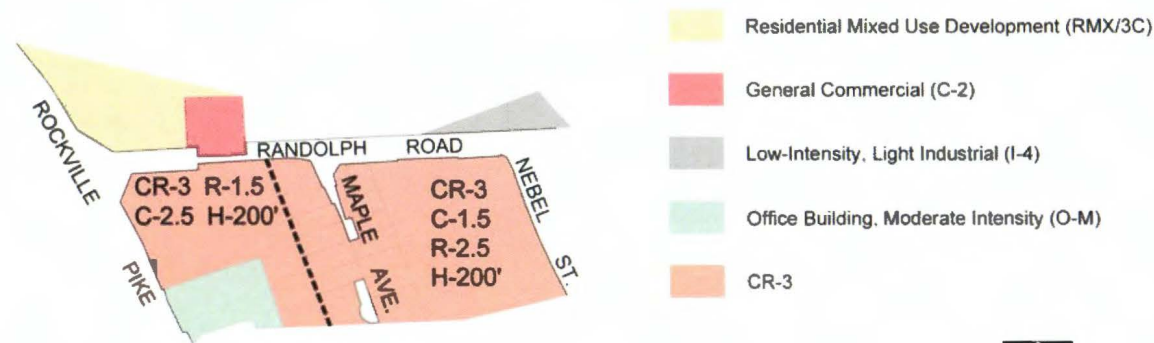 ROCKVILLE
PIKE
RANDOLPH ROAD
MAPLE
AVE.
NEBEL
ST.
CR-3 R-1.5
C-2.5 H-200'
CR-3
C-1.5
R-2.5
H-200'
Residential Mixed Use Development (RMX/3C)
General Commercial (C-2)
Low-Intensity, Light Industrial (I-4)
Office Building, Moderate Intensity (O-M)
CR-3